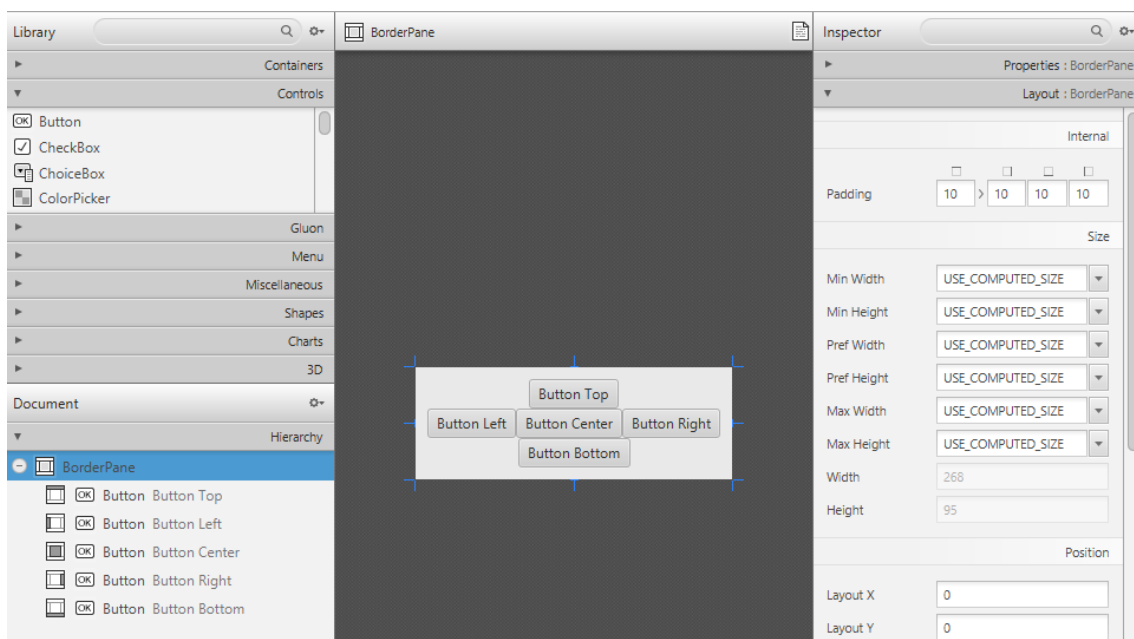 Library
Containers
Controls
OK Button
CheckBox
ChoiceBox
ColorPicker
Gluon
Menu
Miscellaneous
Shapes
Charts
3D
Document
Hierarchy
BorderPane
OK Button Button Top
OK Button Button Left
OK Button Button Center
OK Button Button Right
OK Button Button Bottom
BorderPane
Button Top
Button Left Button Center Button Right
Button Bottom
Inspector
Properties : BorderPane
Layout : BorderPane
Internal
Padding 10 > 10 10 10
Size
Min Width USE_COMPUTED_SIZE
Min Height USE_COMPUTED_SIZE
Pref Width USE_COMPUTED_SIZE
Pref Height USE_COMPUTED_SIZE
Max Width USE_COMPUTED_SIZE
Max Height USE_COMPUTED_SIZE
Width 268
Height 95
Position
Layout X 0
Layout Y 0